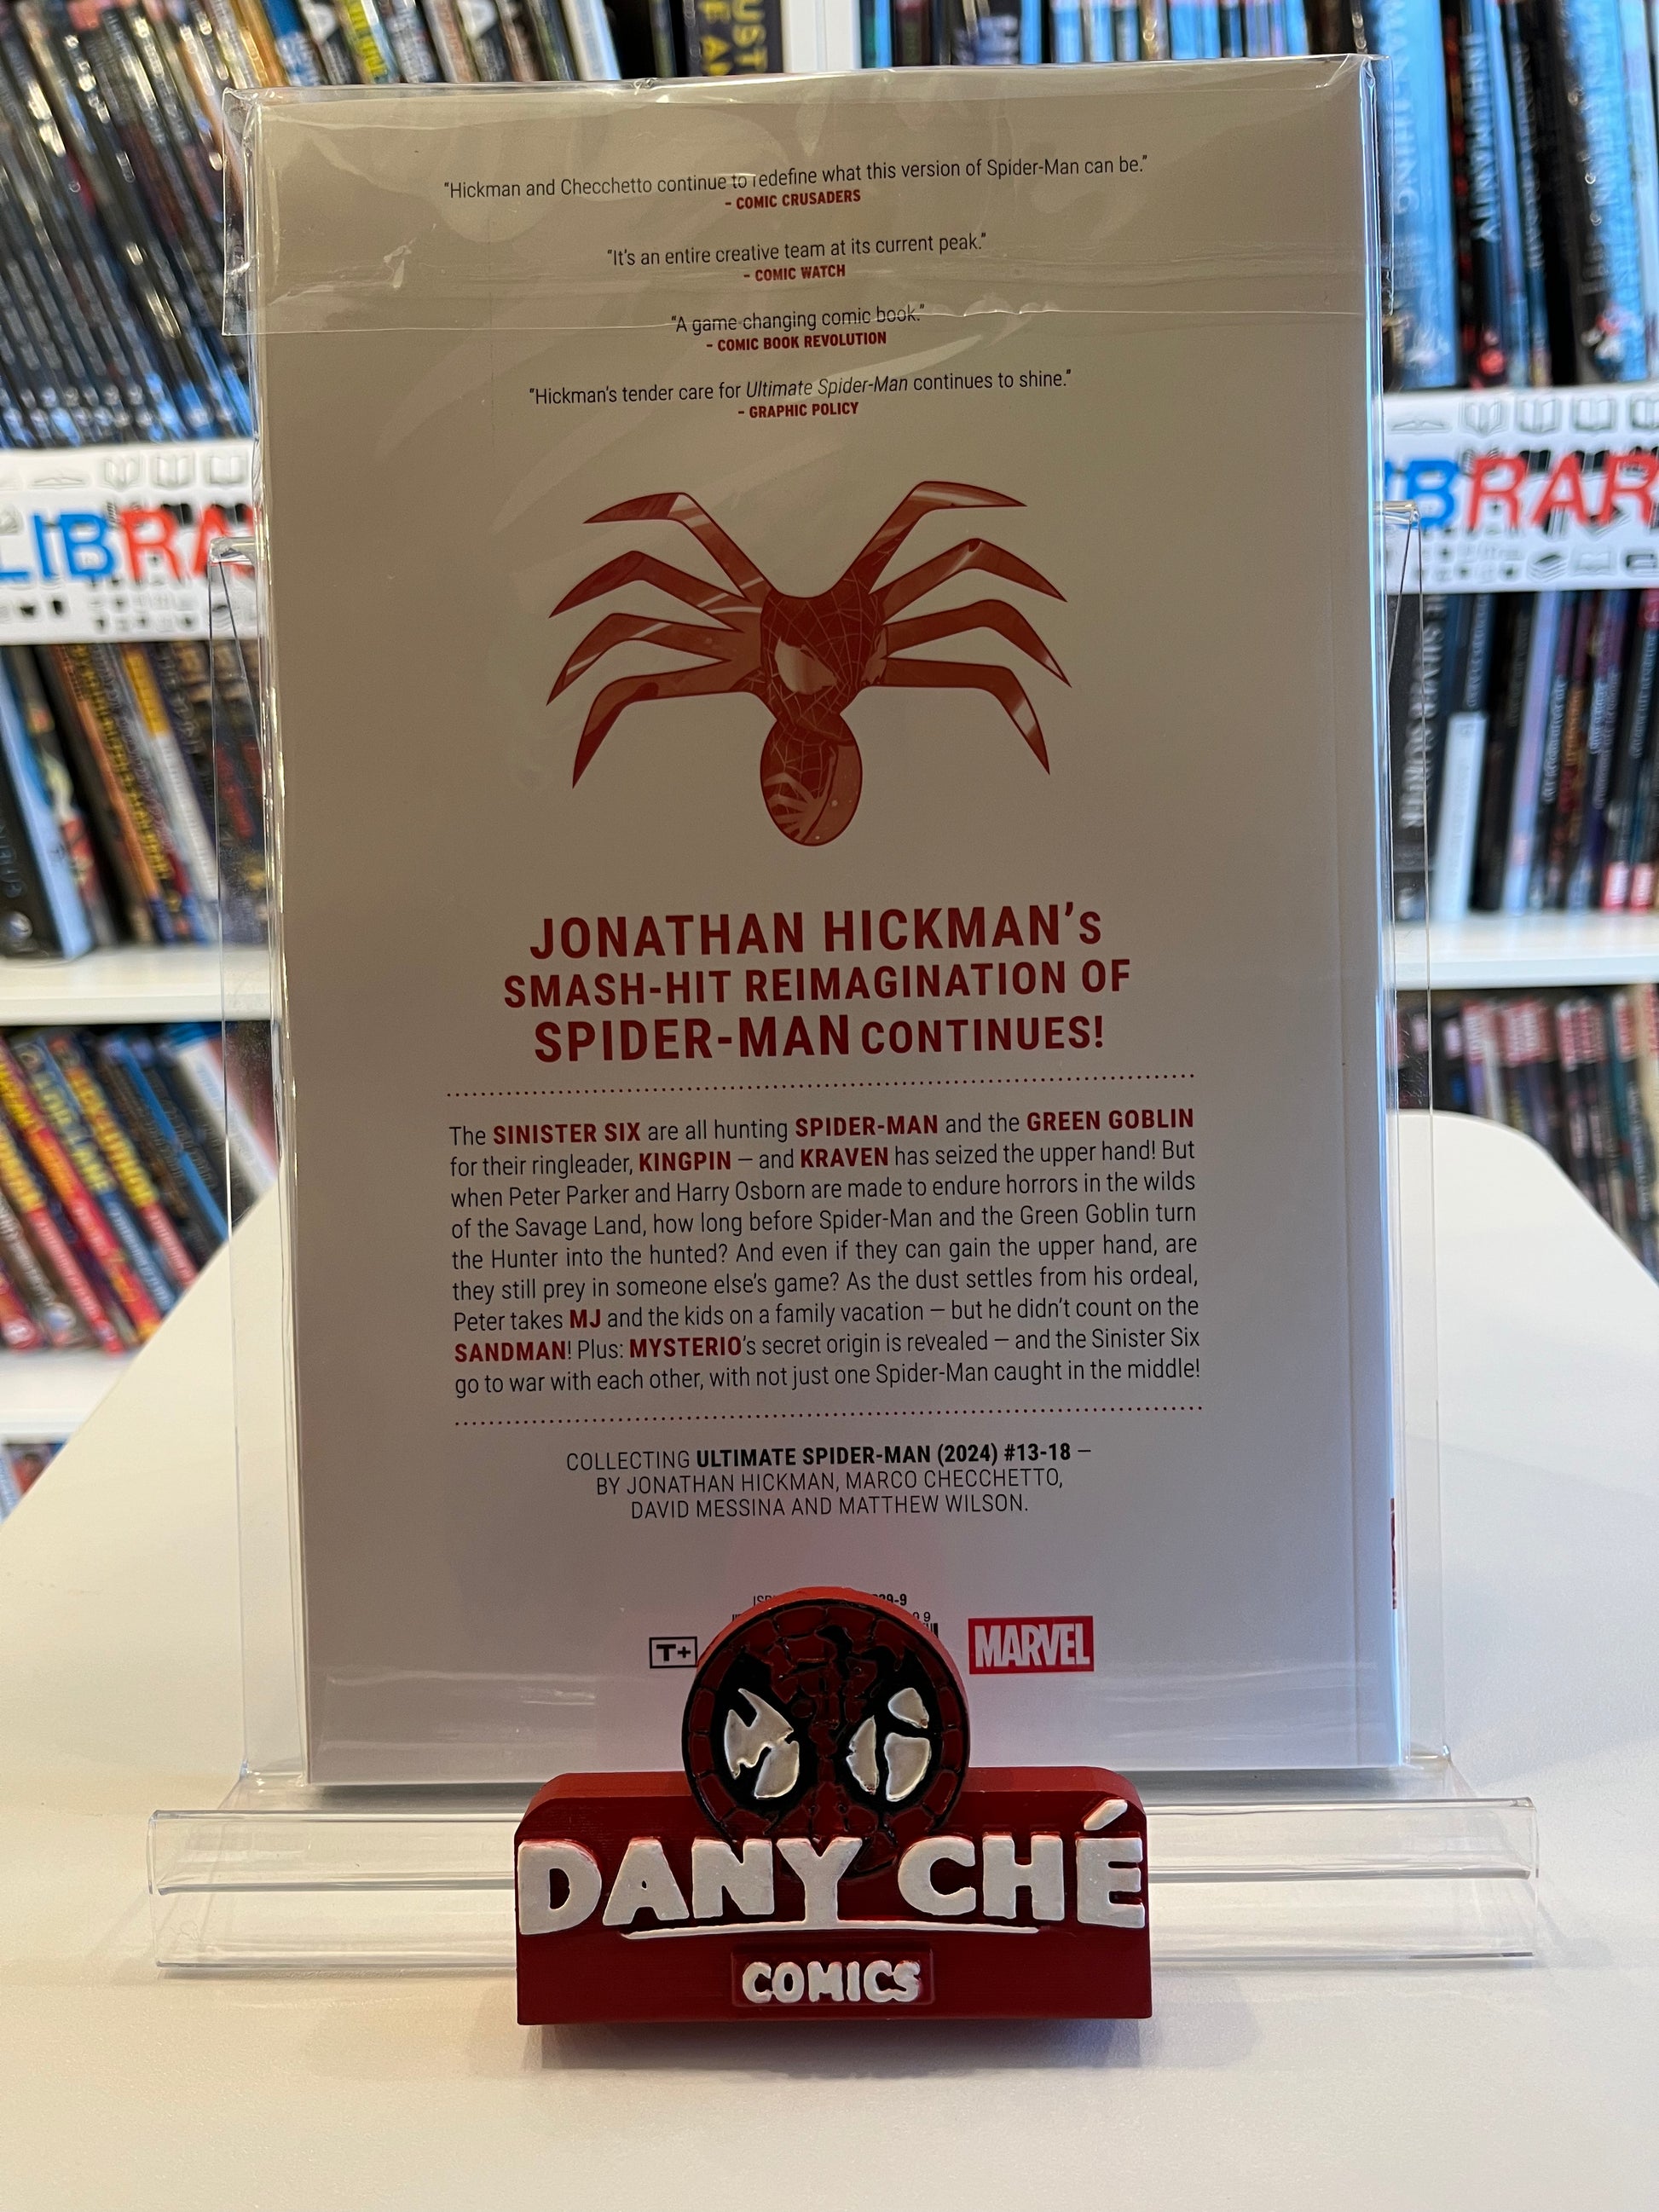 "Hickman and Checchetto continue to redefine what this version of Spider-Man can be."
- COMIC CRUSADERS
"It's an entire creative team at its current peak."
- COMIC WATCH
"A game-changing comic book."
- COMIC BOOK REVOLUTION
"Hickman's tender care for Ultimate Spider-Man continues to shine."
- GRAPHIC POLICY
LIBRA
BRAR
JONATHAN HICKMAN's
SMASH-HIT REIMAGINATION OF
SPIDER-MAN CONTINUES!
The SINISTER SIX are all hunting SPIDER-MAN and the GREEN GOBLIN
for their ringleader, KINGPIN — and KRAVEN has seized the upper hand! But
when Peter Parker and Harry Osborn are made to endure horrors in the wilds
of the Savage Land, how long before Spider-Man and the Green Goblin turn
the Hunter into the hunted? And even if they can gain the upper hand, are
they still prey in someone else's game? As the dust settles from his ordeal,
Peter takes MJ and the kids on a family vacation — but he didn't count on the
SANDMAN! Plus: MYSTERIO's secret origin is revealed — and the Sinister Six
go to war with each other, with not just one Spider-Man caught in the middle!
COLLECTING ULTIMATE SPIDER-MAN (2024) #13-18 —
BY JONATHAN HICKMAN, MARCO CHECCHETTO,
DAVID MESSINA AND MATTHEW WILSON.
T+
MARVEL
DANY CHÉ
COMICS